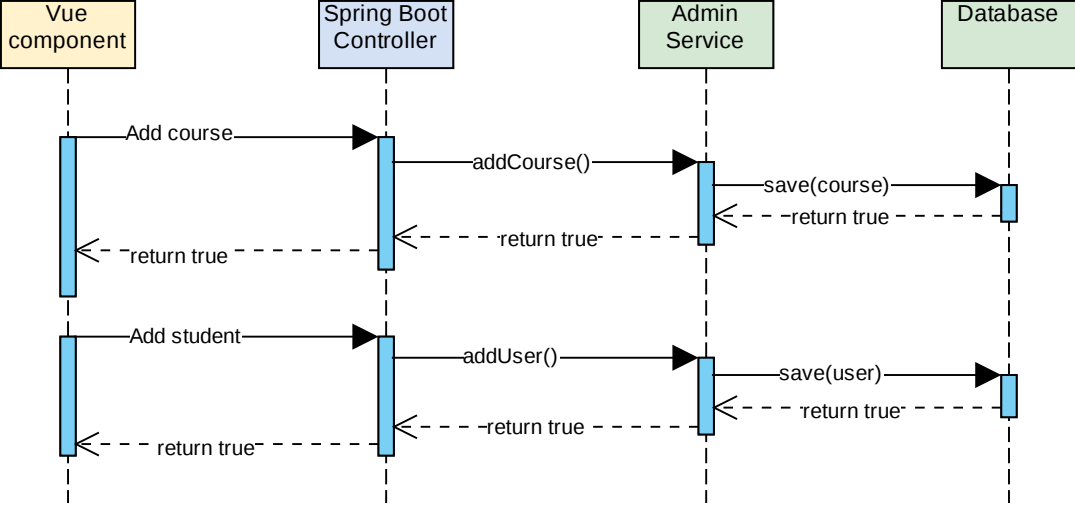 Vue
component
Spring Boot
Controller
Admin
Service
Database
Add course
addCourse()
save(course)
return true
return true
return true
Add student
addUser()
save(user)
return true
return true
return true